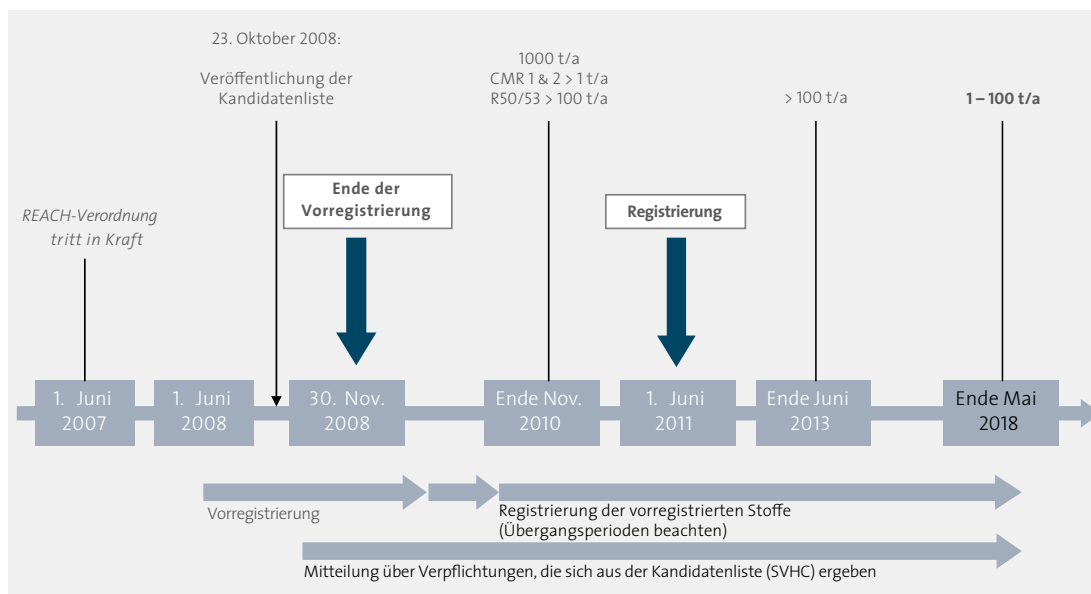 23. Oktober 2008:
Veröffentlichung der
Kandidatenliste
1000 t/a
CMR 1 & 2 > 1 t/a
R50/53 > 100 t/a
> 100 t/a
1 – 100 t/a
REACH-Verordnung
tritt in Kraft
Ende der
Vorregistrierung
Registrierung
1. Juni
2007
1. Juni
2008
30. Nov.
2008
Ende Nov.
2010
1. Juni
2011
Ende Juni
2013
Ende Mai
2018
Vorregistrierung
Registrierung der vorregistrierten Stoffe
(Übergangsperioden beachten)
Mitteilung über Verpflichtungen, die sich aus der Kandidatenliste (SVHC) ergeben